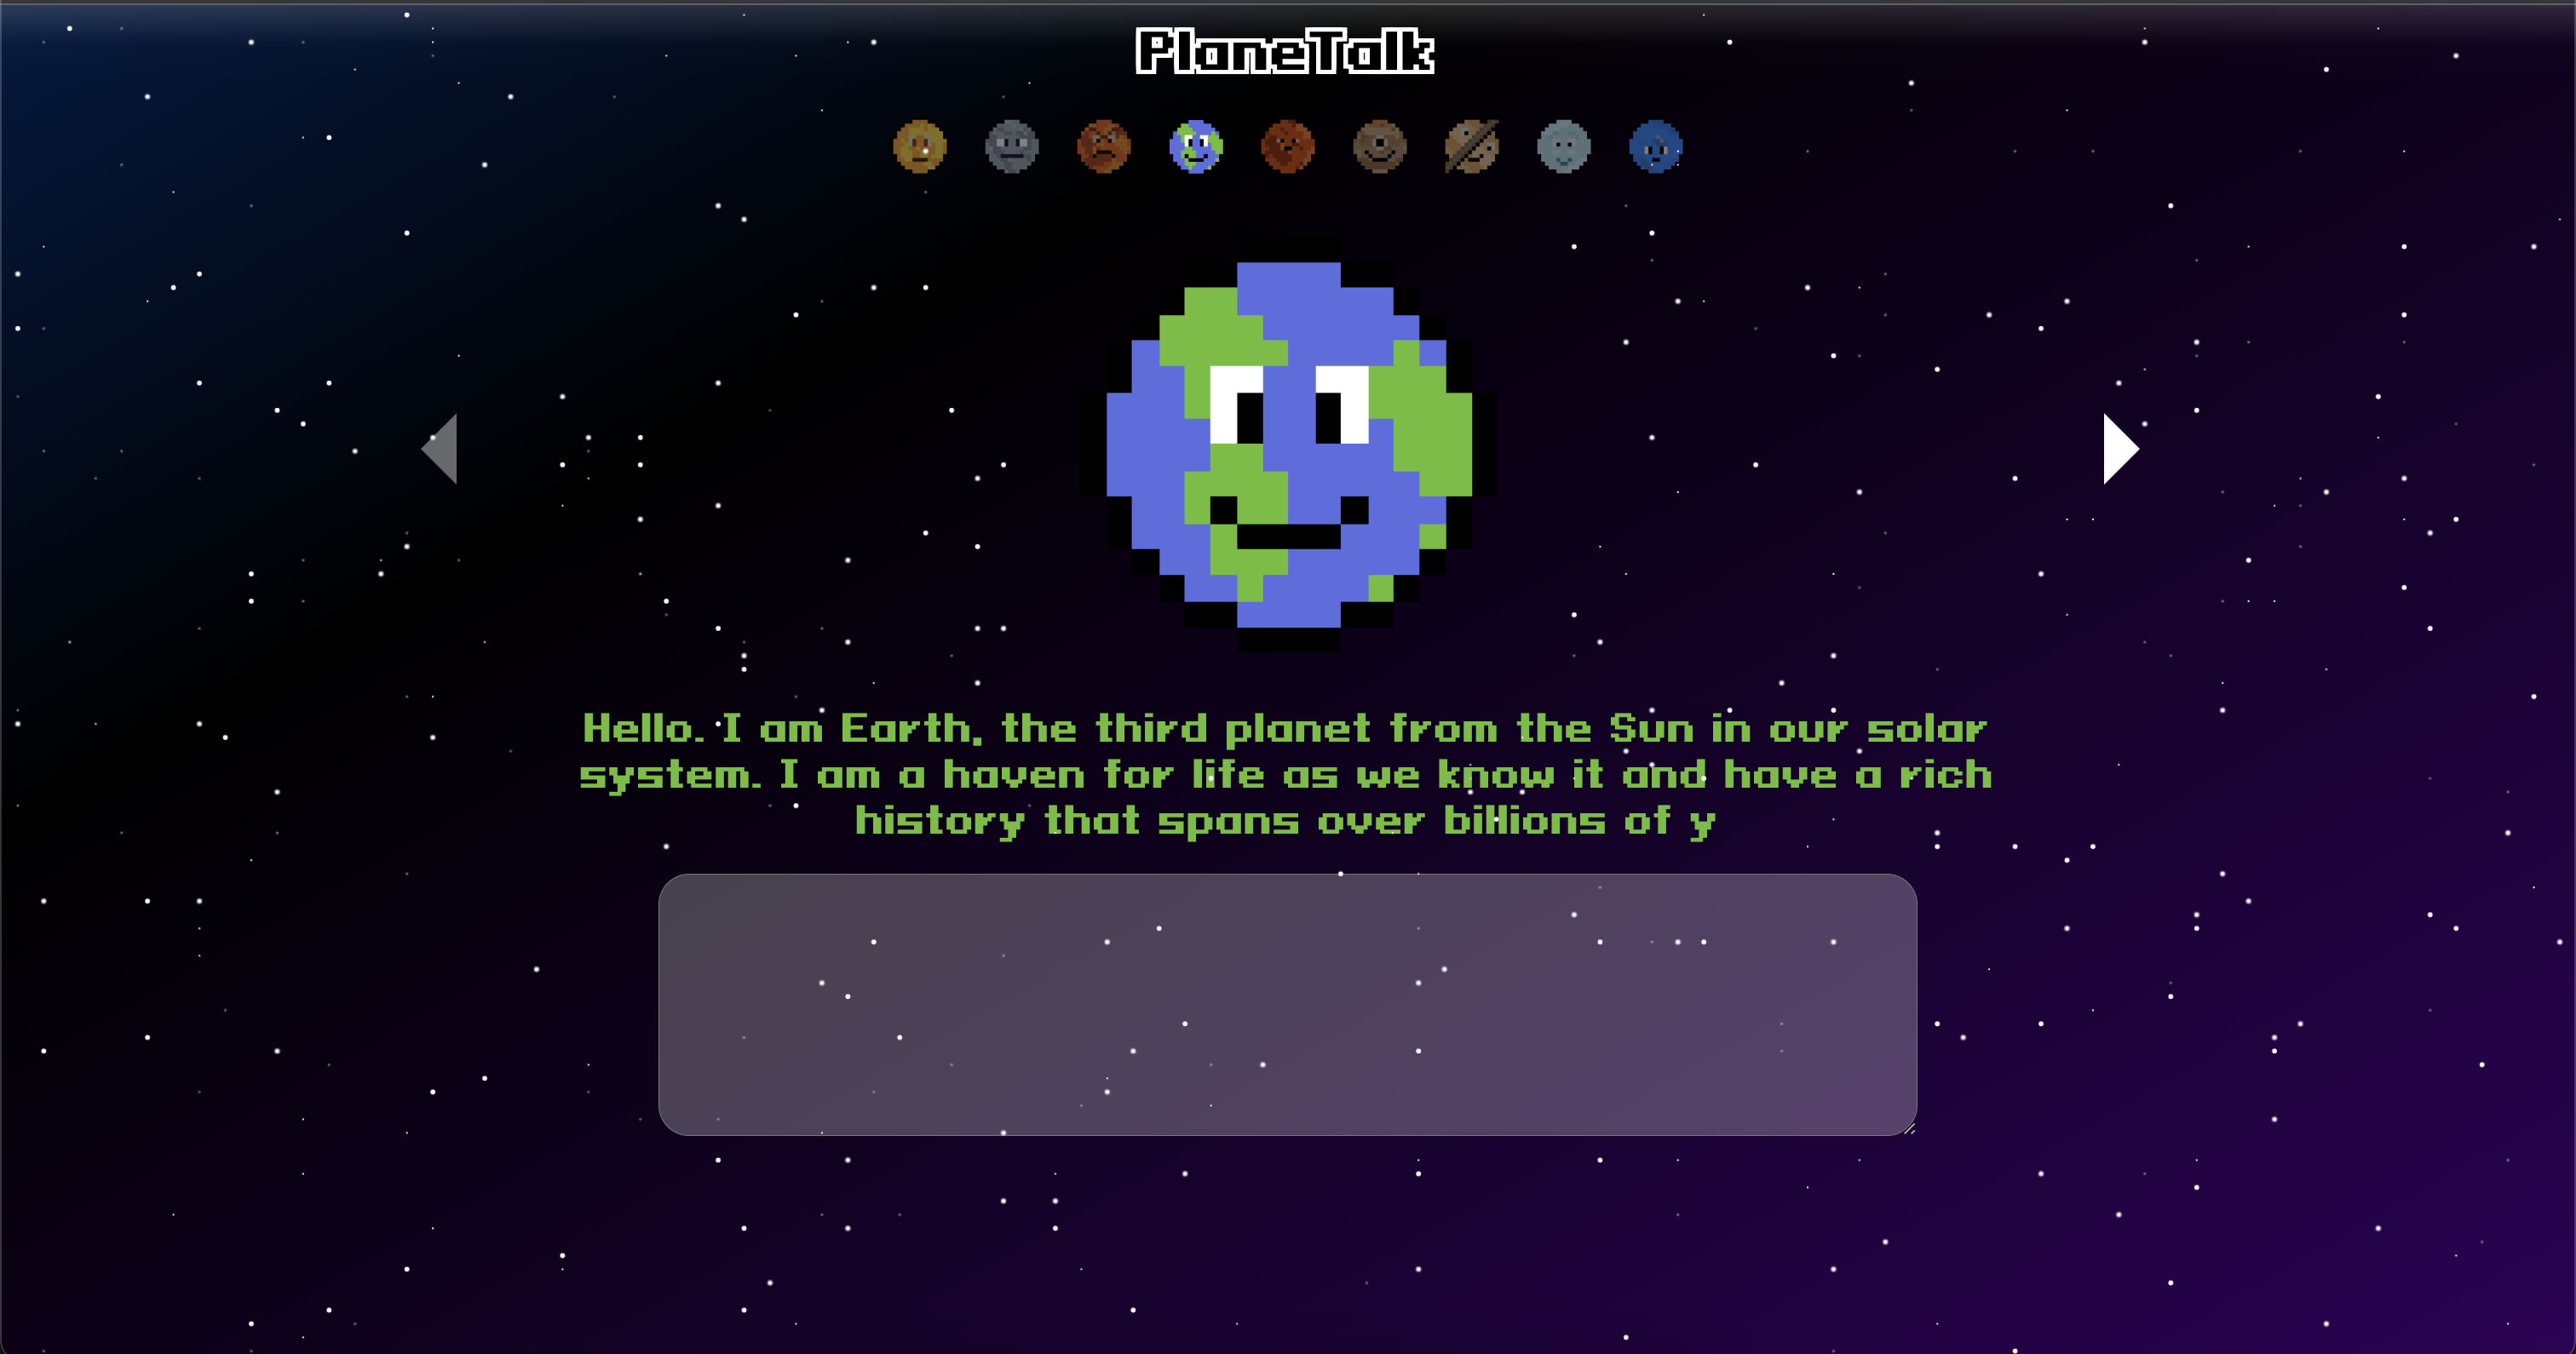 PlaneTalk
Hello. I am Earth, the third planet from the Sun in our solar
system. I am a haven for life as we know it and have a rich
history that spans over billions of y